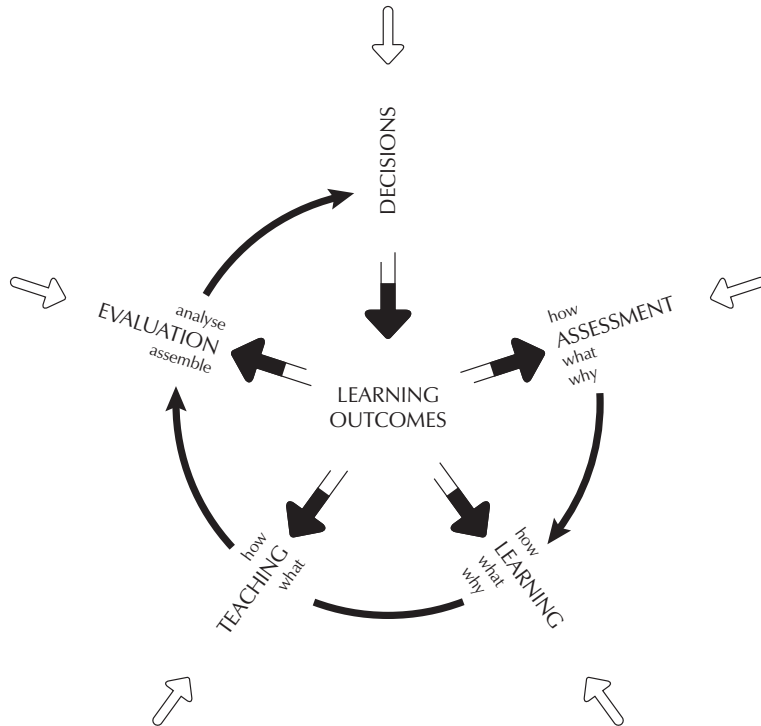 DECISIONS
how
ASSESSMENT
what
why
how
LEARNING
what
why
how
TEACHING
what
analyse
EVALUATION
assemble
LEARNING
OUTCOMES